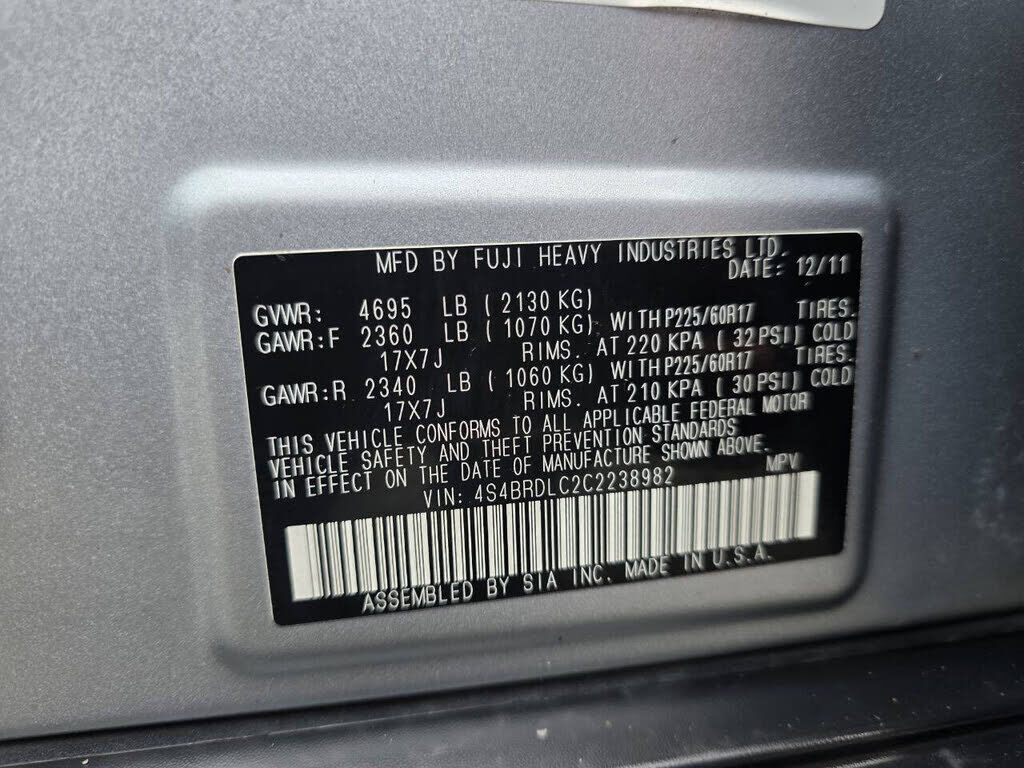 MFD BY FUJI HEAVY INDUSTRIES LTD.
DATE: 12/11
GVWR: 4695 LB (2130 KG)
GAWR:F 2360 LB (1070 KG) WITH P225/60R17 TIRES.
17X7J RIMS. AT 220 KPA (32 PSI) COLD
GAWR:R 2340 LB (1060 KG) WITH P225/60R17 TIRES.
17X7J RIMS. AT 210 KPA (30 PSI) COLD
THIS VEHICLE CONFORMS TO ALL APPLICABLE FEDERAL MOTOR
VEHICLE SAFETY AND THEFT PREVENTION STANDARDS
IN EFFECT ON THE DATE OF MANUFACTURE SHOWN ABOVE.
VIN: 4S4BRDLC2C2238982 MPV
ASSEMBLED BY SIA INC. MADE IN U.S.A.